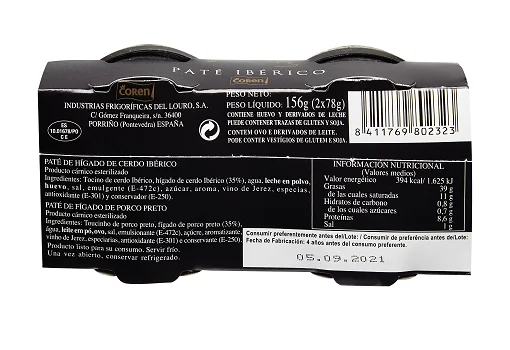 PATÉ IBÉRICO
COREN
COREN
INDUSTRIAS FRIGORÍFICAS DEL LOURO, S.A.
C/ Gómez Franqueira, s/n. 36400
PORRIÑO (Pontevedra) ESPAÑA
ES
10.01678/PO
C E
PESO NETO:
PESO LÍQUIDO: 156g (2x78g)
CONTIENE HUEVO Y DERIVADOS DE LECHE
PUEDE CONTENER TRAZAS DE GLUTEN Y SOJA.
CONTEM OVO E DERIVADOS DE LEITE.
PUDE CONTER VESTÍGIOS DE GLUTEIM E SOJA.
8 411769 802323
PATÉ DE HÍGADO DE CERDO IBÉRICO
Producto cárnico esterilizado
Ingredientes: Tocino de cerdo Ibérico, hígado de cerdo Ibérico (35%), agua, leche en polvo,
huevo, sal, emulgente (E-472c), azúcar, aroma, vino de Jerez, especias,
antioxidante (E-301) y conservador (E-250).
PATÉ DE FÍGADO DE PORCO PRETO
Produto cárnico esterilizado
Ingredientes: Toucinho de porco preto, fígado de porco preto (35%),
água, leite em pó, ovo, sal, emulsionante (E-472c), açúcar, aromatizante,
vinho de Jerez, especiarias, antioxidante (E-301) e conservante (E-250).
Producto listo para su consumo. Servir frío.
Una vez abierto, conservar refrigerado.
INFORMACIÓN NUTRICIONAL
(Valores medios)
Valor energético 394 kcal/ 1.625 kJ
Grasas 39 g
de las cuales saturadas 11 g
Hidratos de carbono 0,8 g
de los cuales azúcares 0,7 g
Proteínas 8,6 g
Sal 1 g
Consumir preferentemente antes del/Lote: / Consumir de preferência antes de/Lote:
Fecha de Fabricación: 4 años antes del consumo preferente.
05.09.2021